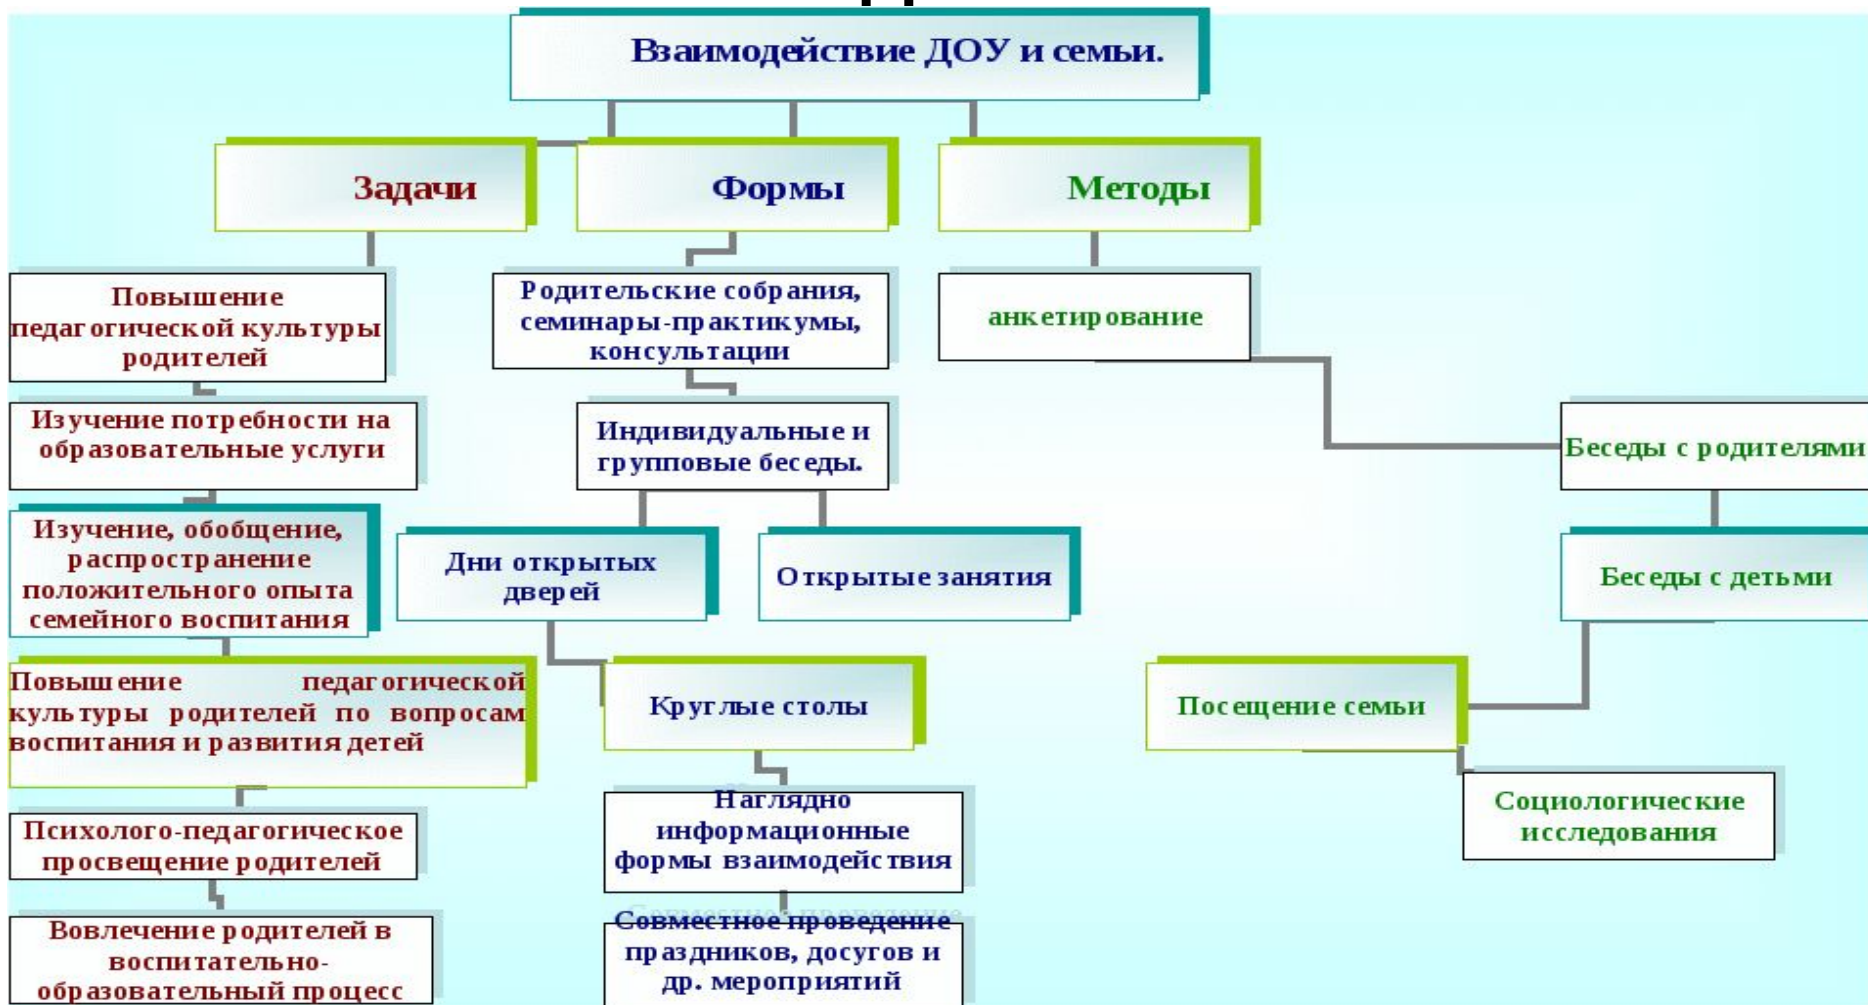 Взаимодействие ДОУ и семьи.
Задачи
Формы
Методы
Повышение
педагогической культуры
родителей
Изучение потребности на
образовательные услуги
Изучение, обобщение,
распространение
положительного опыта
семейного воспитания
Повышение педагогической
культуры родителей по вопросам
воспитания и развития детей
Психолого-педагогическое
просвещение родителей
Вовлечение родителей в
воспитательно-
образовательный процесс
Родительские собрания,
семинары-практикумы,
консультации
Индивидуальные и
групповые беседы.
Дни открытых
дверей
Открытые занятия
Круглые столы
Наглядно
информационные
формы взаимодействия
Совместное проведение
праздников, досугов и
др. мероприятий
анкетирование
Беседы с родителями
Беседы с детьми
Посещение семьи
Социологические
исследования